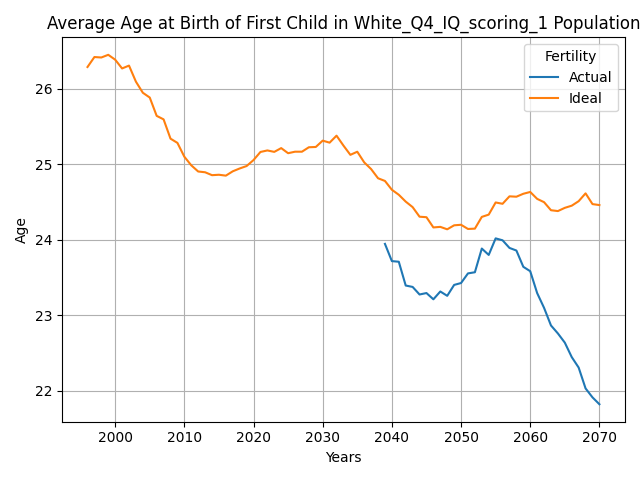 Average Age at Birth of First Child in White_Q4_IQ_scoring_1 Population
Fertility
Actual
Ideal
Age
26
25
24
23
22
2000
2010
2020
2030
2040
2050
2060
2070
Years